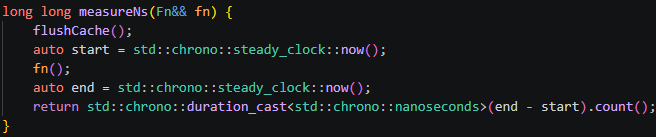 long long measureNs(Fn&& fn) {
    flushCache();
    auto start = std::chrono::steady_clock::now();
    fn();
    auto end = std::chrono::steady_clock::now();
    return std::chrono::duration_cast<std::chrono::nanoseconds>(end - start).count();
}